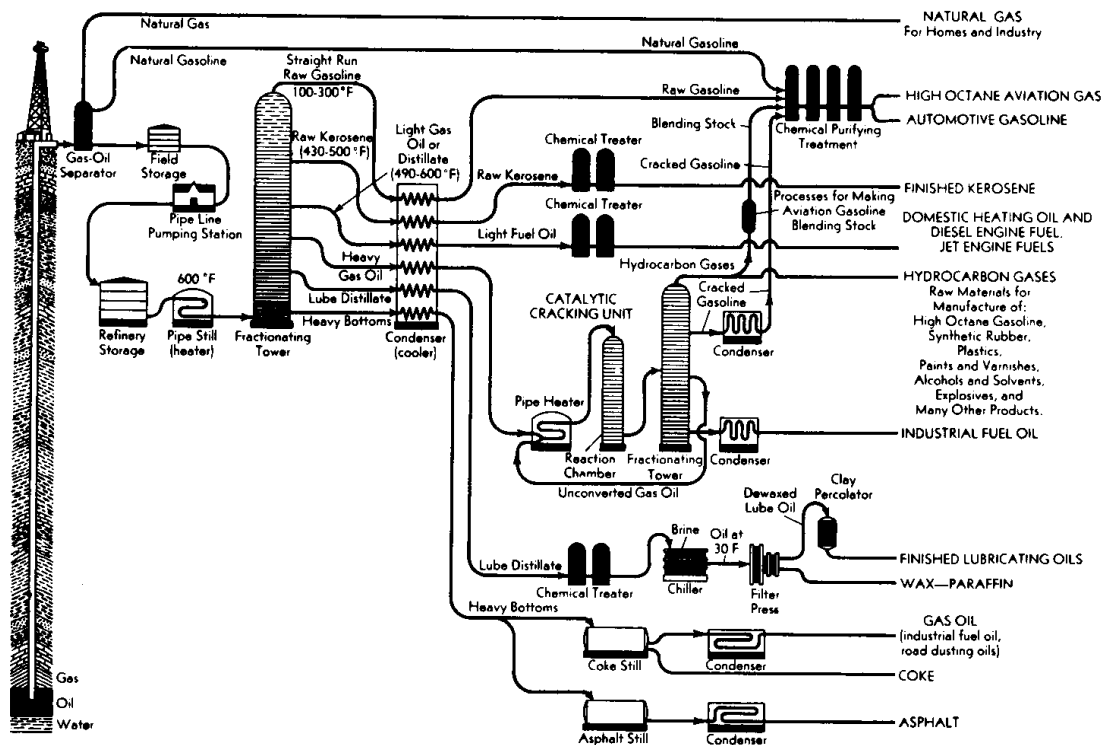 Natural Gas
NATURAL GAS
For Homes and Industry
Natural Gasoline
Natural Gasoline
Straight Run
Raw Gasoline
100-300°F
Raw Gasoline
HIGH OCTANE AVIATION GAS
AUTOMOTIVE GASOLINE
Chemical Purifying
Treatment
Blending Stock
Cracked Gasoline
Gas-Oil
Separator
Field
Storage
Raw Kerosene
(430-500°F)
Light Gas
Oil or
Distillate
(490-600°F)
Chemical Treater
Raw Kerosene
FINISHED KEROSENE
Pipe Line
Pumping Station
Chemical Treater
Processes for Making
Aviation Gasoline
Blending Stock
Light Fuel Oil
DOMESTIC HEATING OIL AND
DIESEL ENGINE FUEL.
JET ENGINE FUELS
Heavy
Gas Oil
Hydrocarbon Gases
HYDROCARBON GASES
Raw Materials for
Manufacture of:
High Octane Gasoline,
Synthetic Rubber,
Plastics,
Paints and Varnishes,
Alcohols and Solvents,
Explosives, and
Many Other Products.
600 °F
Lube Distillate
Heavy Bottoms
Cracked
Gasoline
CATALYTIC
CRACKING UNIT
Refinery
Storage
Pipe Still
(heater)
Fractionating
Tower
Condenser
(cooler)
Condenser
Pipe Heater
Reaction
Chamber
Fractionating
Tower
Condenser
INDUSTRIAL FUEL OIL
Unconverted Gas Oil
Dewaxed
Lube Oil
Clay
Percolator
Brine
Oil at
30 F
Lube Distillate
Chemical Treater
Chiller
Filter
Press
FINISHED LUBRICATING OILS
WAX—PARAFFIN
Heavy Bottoms
Coke Still
Condenser
GAS OIL
(industrial fuel oil,
road dusting oils)
COKE
Asphalt Still
Condenser
ASPHALT
Gas
Oil
Water